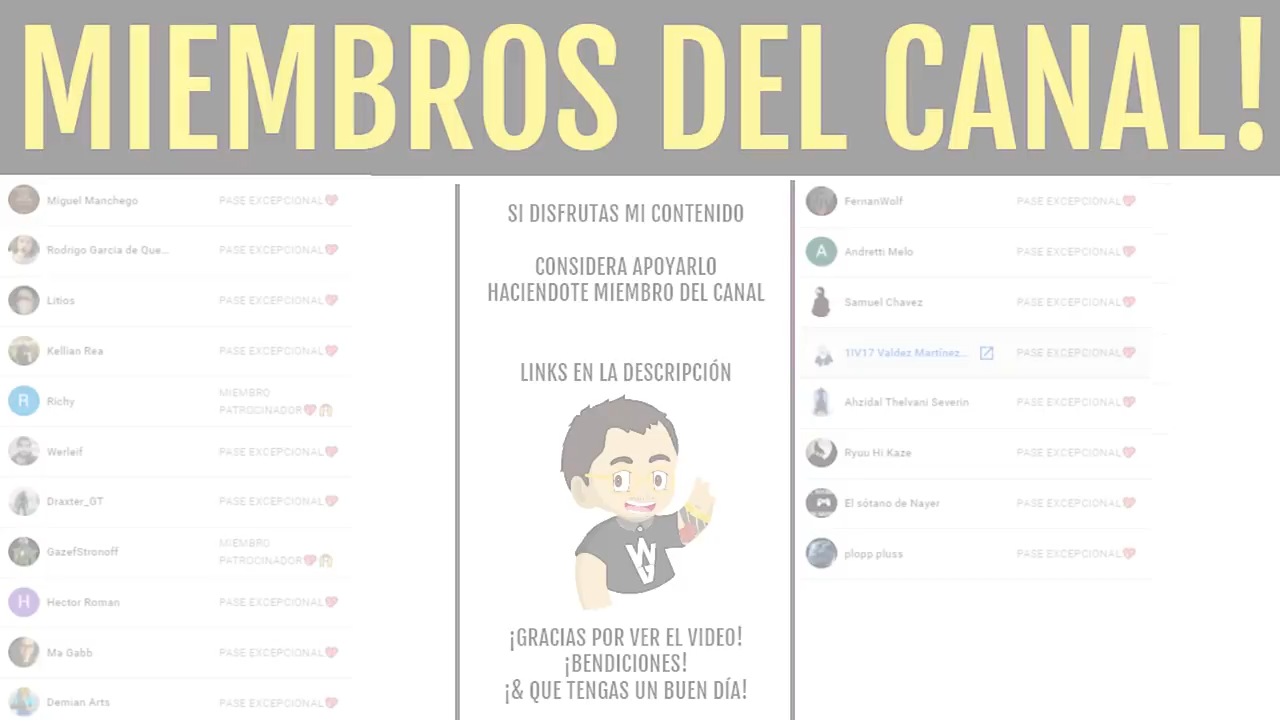 MIEMBROS DEL CANAL!
Miguel Manchego PASE EXCEPCIONAL💖
Rodrigo Garcia de Que... PASE EXCEPCIONAL💖
Litios PASE EXCEPCIONAL💖
Kellian Rea PASE EXCEPCIONAL💖
R Richy MIEMBRO
PATROCINADOR💖
Werleif PASE EXCEPCIONAL💖
Draxter_GT PASE EXCEPCIONAL💖
GazefStronoff MIEMBRO
PATROCINADOR💖
H Hector Roman PASE EXCEPCIONAL💖
Ma Gabb PASE EXCEPCIONAL💖
Demian Arts PASE EXCEPCIONAL💖
SI DISFRUTAS MI CONTENIDO
CONSIDERA APOYARLO
HACIENDOTE MIEMBRO DEL CANAL
LINKS EN LA DESCRIPCIÓN
¡GRACIAS POR VER EL VIDEO!
¡BENDICIONES!
¡& QUE TENGAS UN BUEN DÍA!
FernanWolf PASE EXCEPCIONAL💖
A Andretti Melo PASE EXCEPCIONAL💖
Samuel Chavez PASE EXCEPCIONAL💖
1IV17 Valdez Martínez... PASE EXCEPCIONAL💖
Ahzidal Thelvani Severin PASE EXCEPCIONAL💖
Ryuu Hi Kaze PASE EXCEPCIONAL💖
El sótano de Nayer PASE EXCEPCIONAL💖
plopp pluss PASE EXCEPCIONAL💖